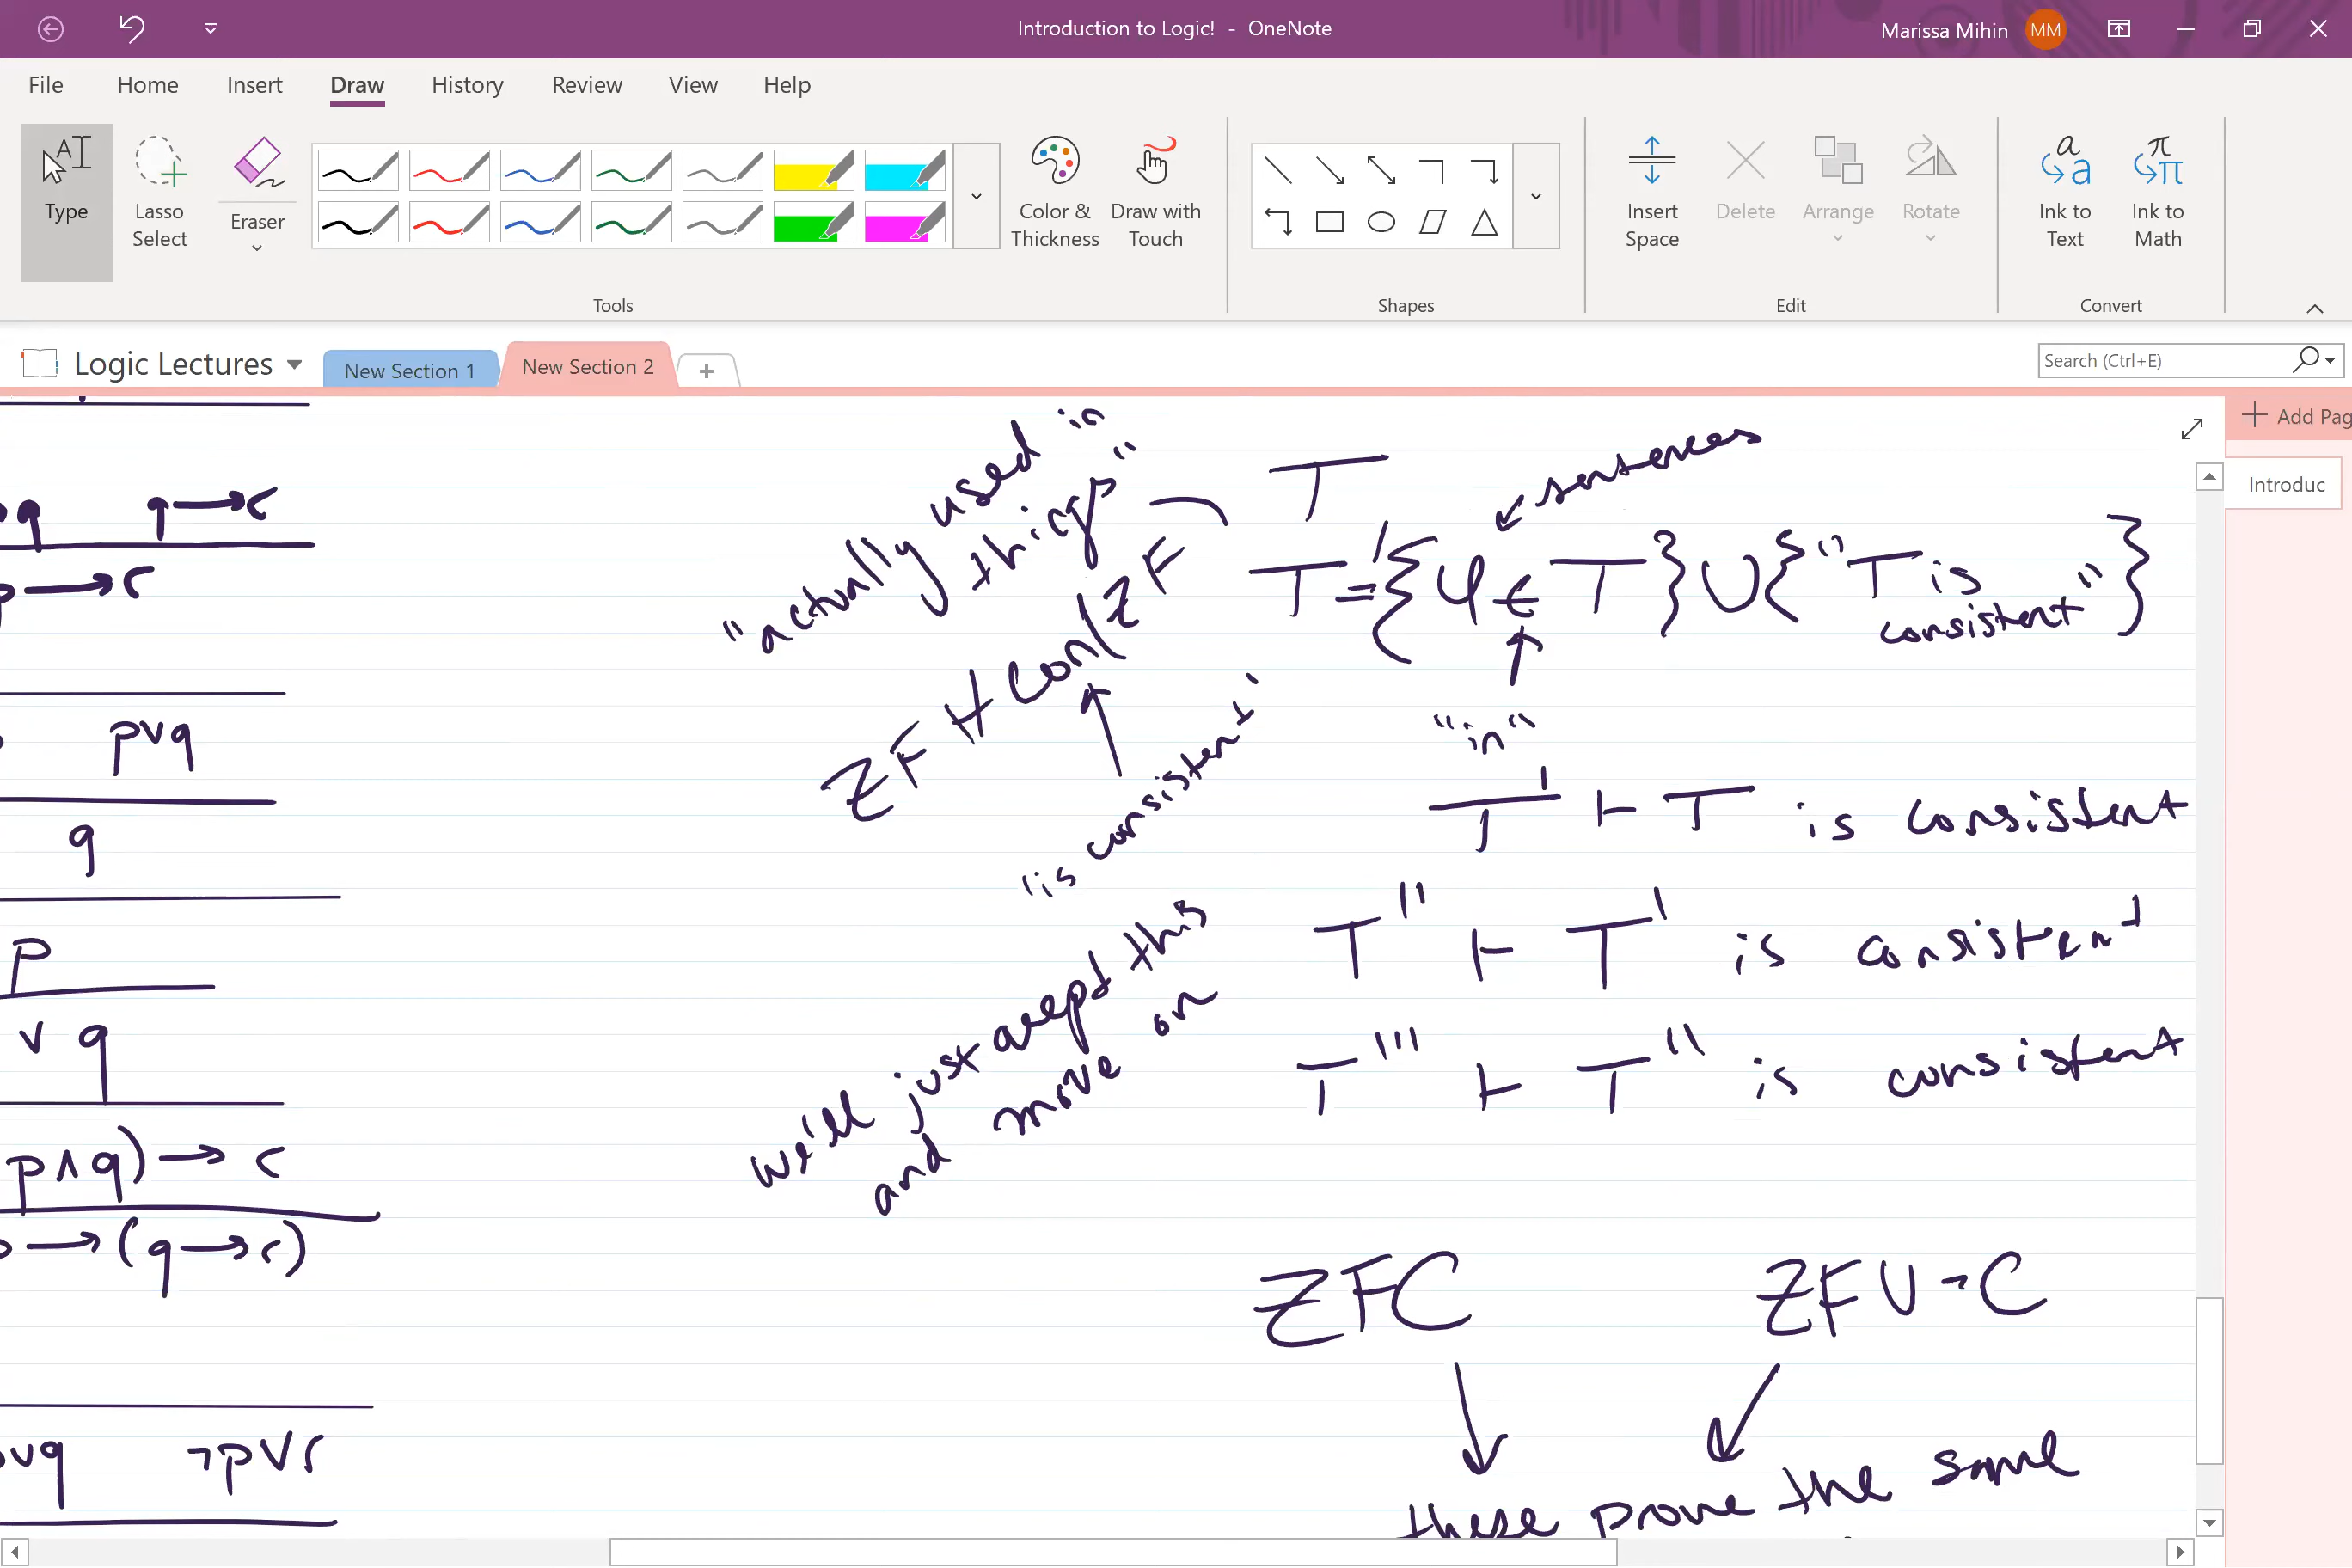 Introduction to Logic! - OneNote
Marissa Mihin
MM
File
Home
Insert
Draw
History
Review
View
Help
Type
Lasso
Select
Eraser
Color &
Thickness
Draw with
Touch
Insert
Space
Delete
Arrange
Rotate
Ink to
Text
Ink to
Math
Tools
Shapes
Edit
Convert
Logic Lectures
New Section 1
New Section 2
Search (Ctrl+E)
Add Pag
Introduc
q q → r
→ r
p∨q
q
p
∨ q
p∧q) → r
→ (q → r)
∨q ¬p∨r
"actually used in
things"
T
sentences
T' = {φ ∈ T} ∪ {"T is
consistent"}
"in"
ZF ⊬ Con(ZF
"is consistent"
T' ⊢ T is consistent
T'' ⊢ T' is consistent
T''' ⊢ T'' is consistent
we'll just accept this
and move on
ZFC ZF ∪ ¬C
these prove the same